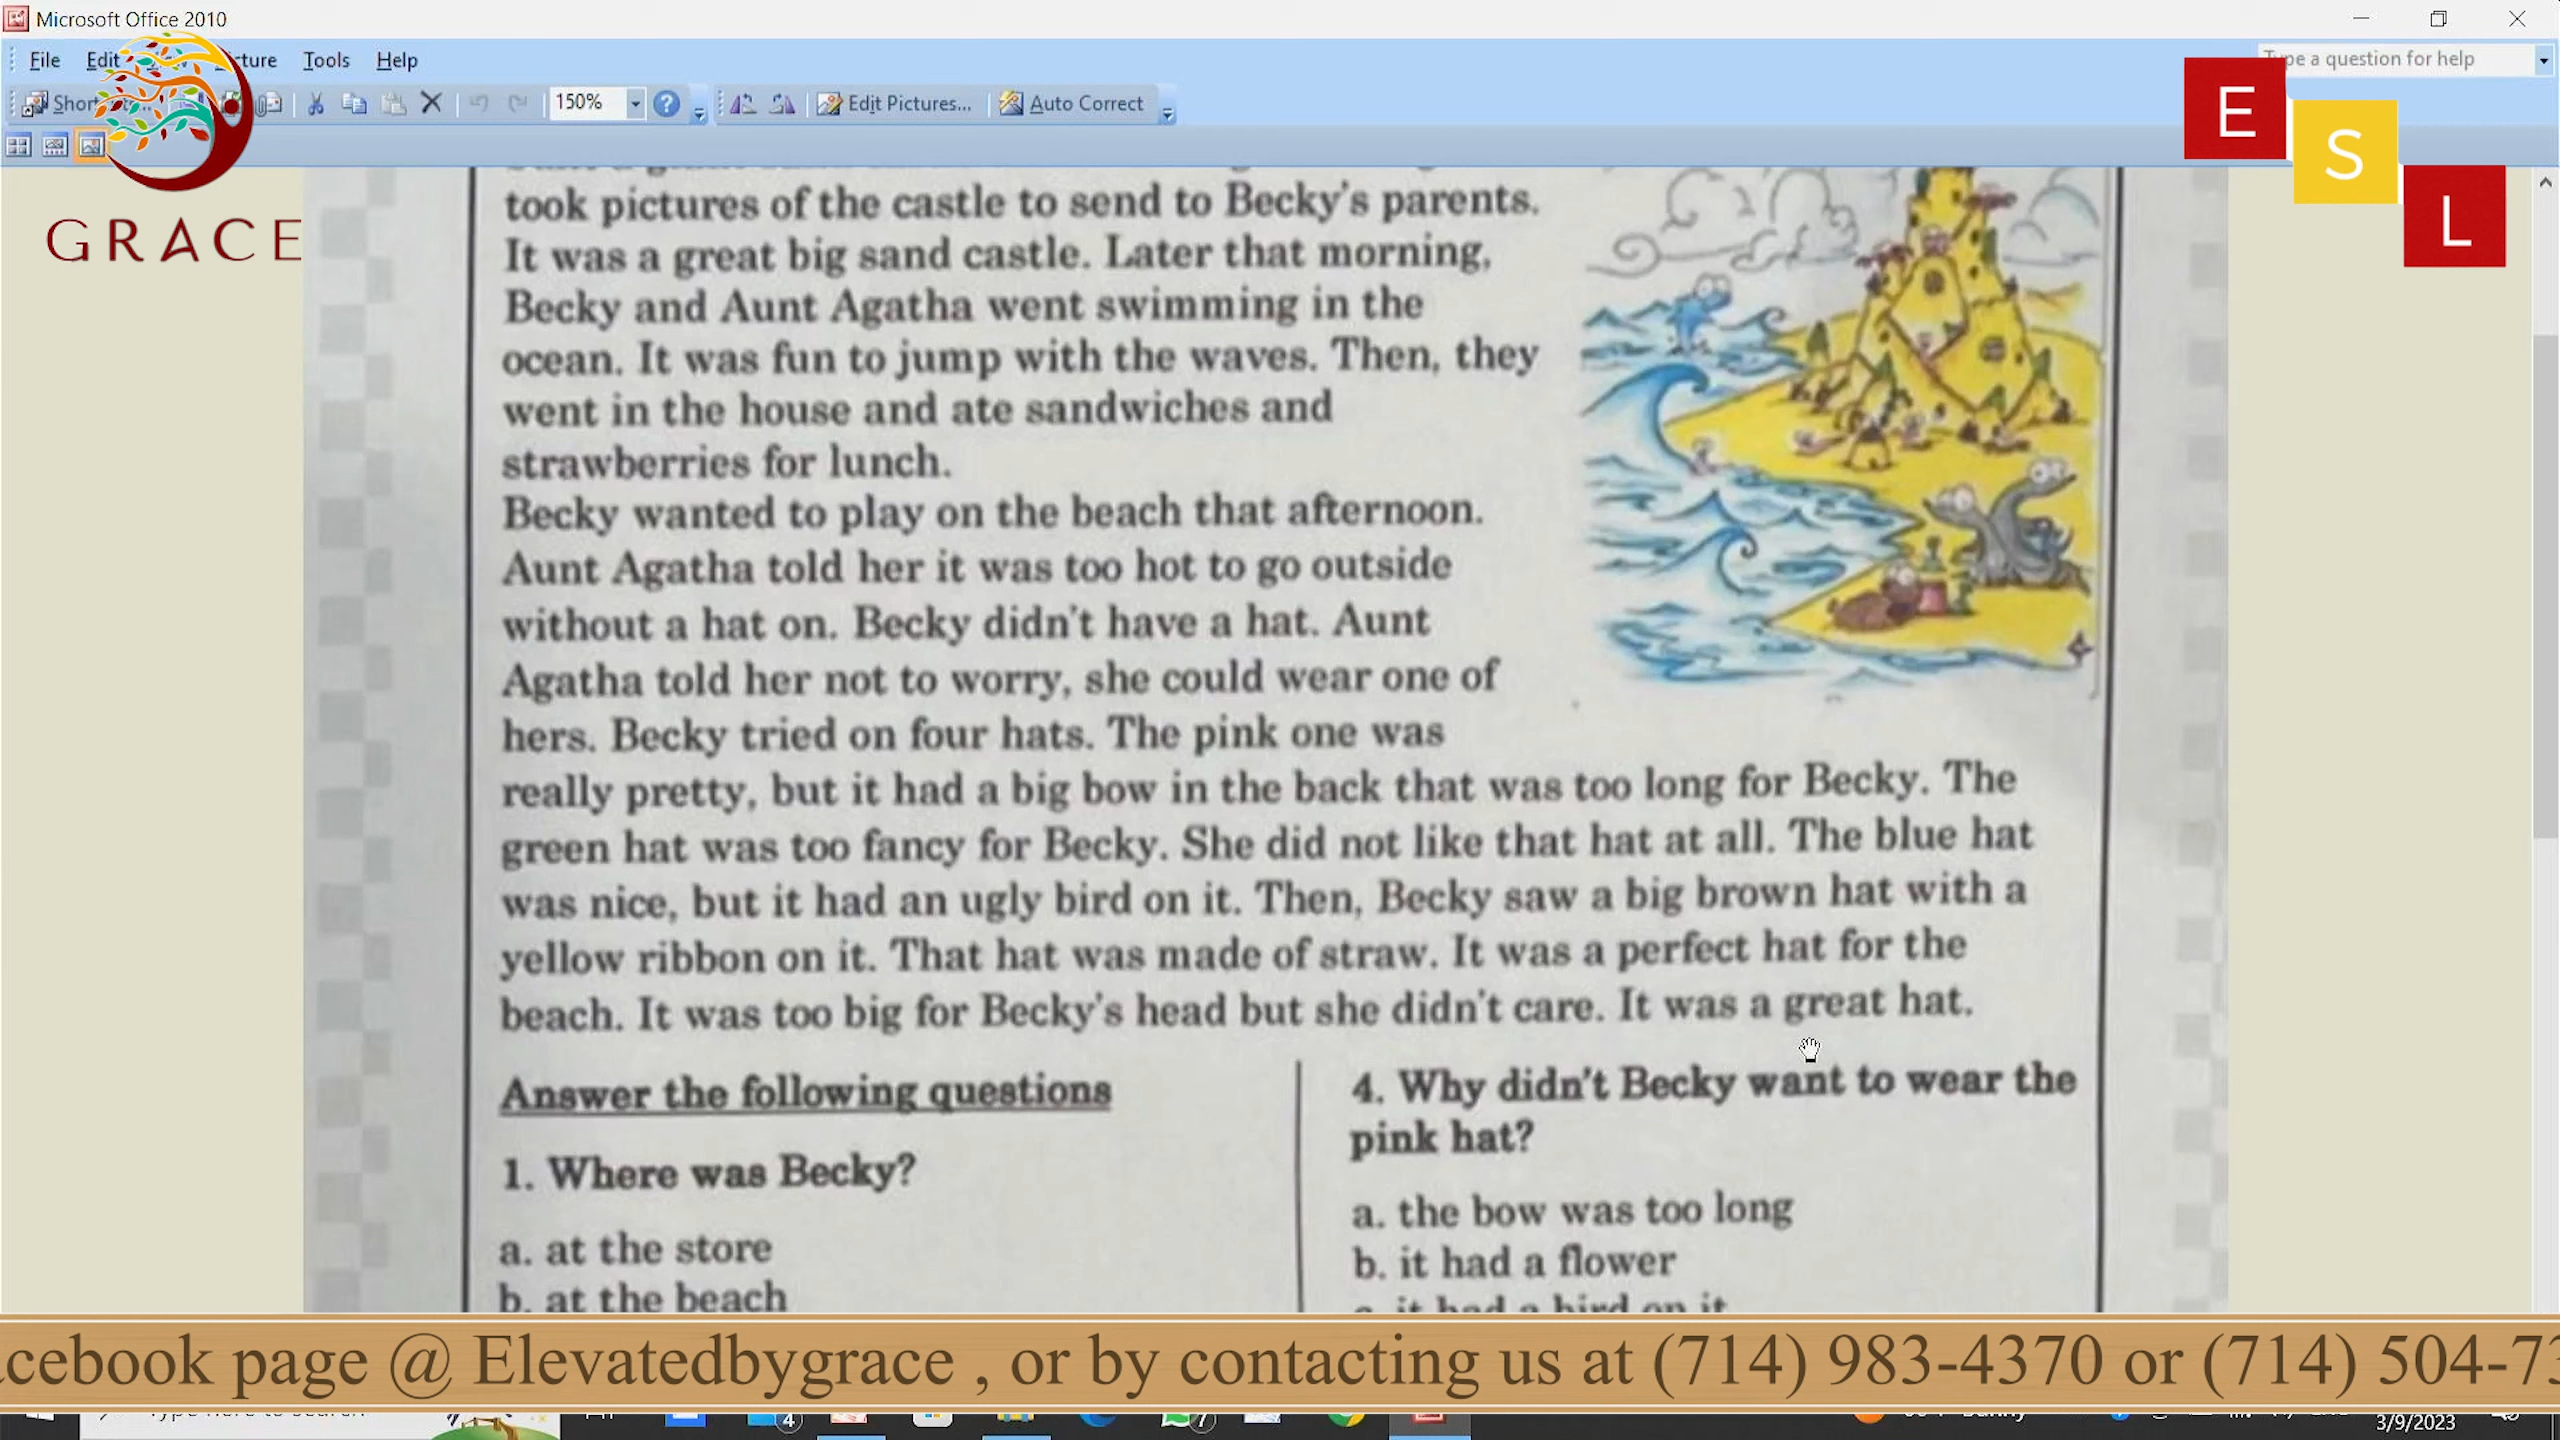 Microsoft Office 2010
File Edit Picture Tools Help
Type a question for help
150% Edit Pictures... Auto Correct
GRACE
E
S
L
took pictures of the castle to send to Becky's parents.
It was a great big sand castle. Later that morning,
Becky and Aunt Agatha went swimming in the
ocean. It was fun to jump with the waves. Then, they
went in the house and ate sandwiches and
strawberries for lunch.
Becky wanted to play on the beach that afternoon.
Aunt Agatha told her it was too hot to go outside
without a hat on. Becky didn't have a hat. Aunt
Agatha told her not to worry, she could wear one of
hers. Becky tried on four hats. The pink one was
really pretty, but it had a big bow in the back that was too long for Becky. The
green hat was too fancy for Becky. She did not like that hat at all. The blue hat
was nice, but it had an ugly bird on it. Then, Becky saw a big brown hat with a
yellow ribbon on it. That hat was made of straw. It was a perfect hat for the
beach. It was too big for Becky's head but she didn't care. It was a great hat.
Answer the following questions
1. Where was Becky?
a. at the store
b. at the beach
4. Why didn't Becky want to wear the
pink hat?
a. the bow was too long
b. it had a flower
c. it had a bird on it
cebook page @ Elevatedbygrace , or by contacting us at (714) 983-4370 or (714) 504-73
4
7
3/9/2023